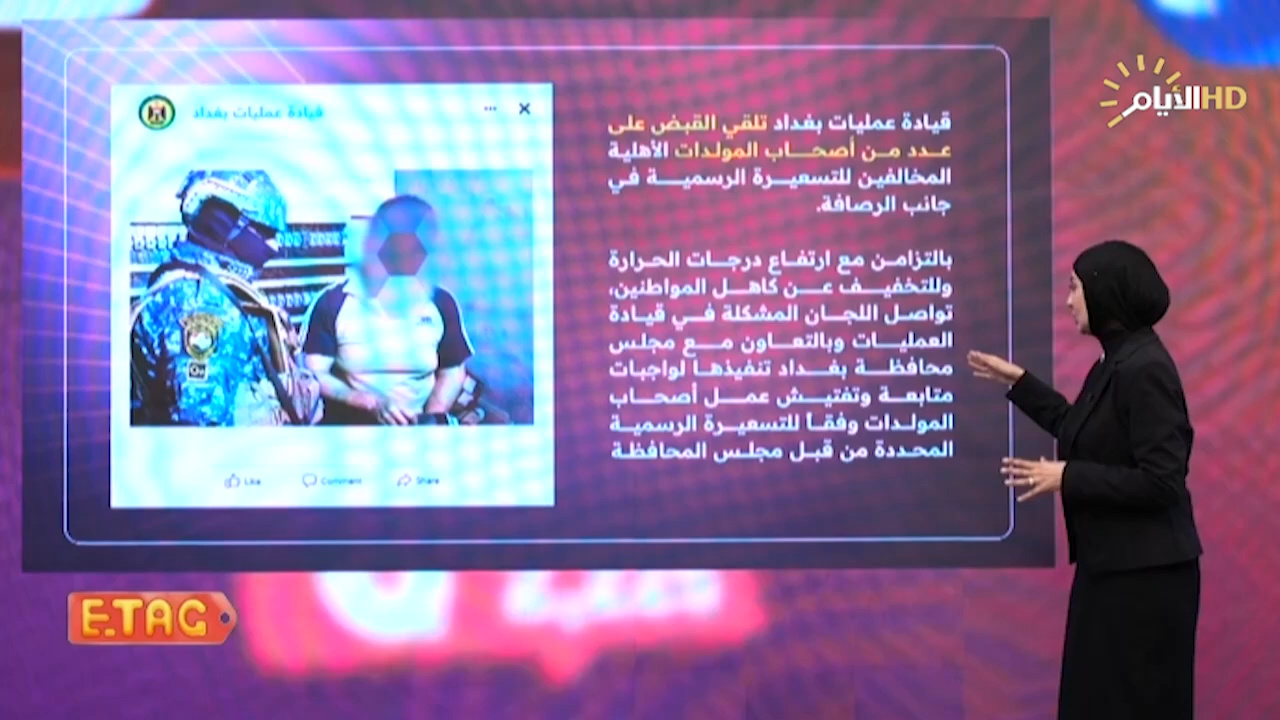 الأيامHD
قيادة عمليات بغداد
قيادة عمليات بغداد تلقي القبض على
عدد من أصحاب المولدات الأهلية
المخالفين للتسعيرة الرسمية في
جانب الرصافة.
بالتزامن مع ارتفاع درجات الحرارة
وللتخفيف عن كاهل المواطنين،
تواصل اللجان المشكلة في قيادة
العمليات وبالتعاون مع مجلس
محافظة بغداد تنفيذها لواجبات
متابعة وتفتيش عمل أصحاب
المولدات وفقاً للتسعيرة الرسمية
المحددة من قبل مجلس المحافظة
Like Comment Share
E.TAG